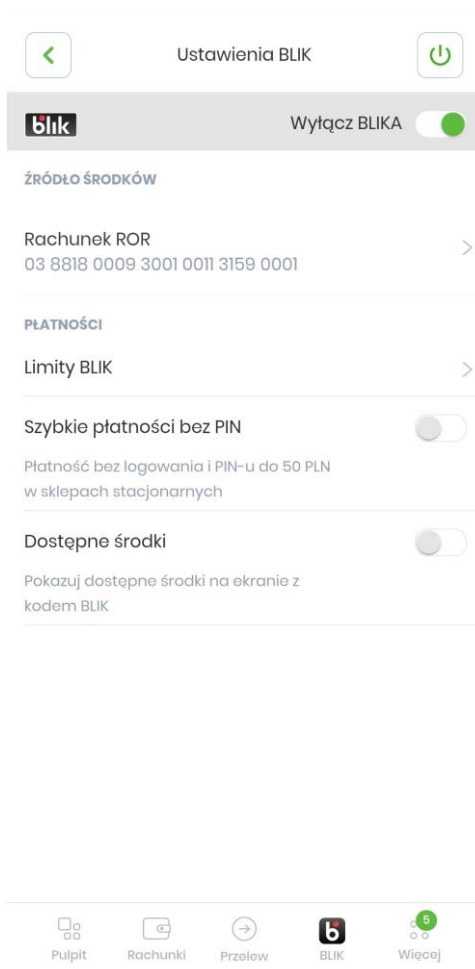 Ustawienia BLIK
blik Wyłącz BLIKA
ŹRÓDŁO ŚRODKÓW
Rachunek ROR
03 8818 0009 3001 0011 3159 0001
PŁATNOŚCI
Limity BLIK
Szybkie płatności bez PIN
Płatność bez logowania i PIN-u do 50 PLN
w sklepach stacjonarnych
Dostępne środki
Pokazuj dostępne środki na ekranie z
kodem BLIK
b 5
Pulpit Rachunki Przelew BLIK Więcej